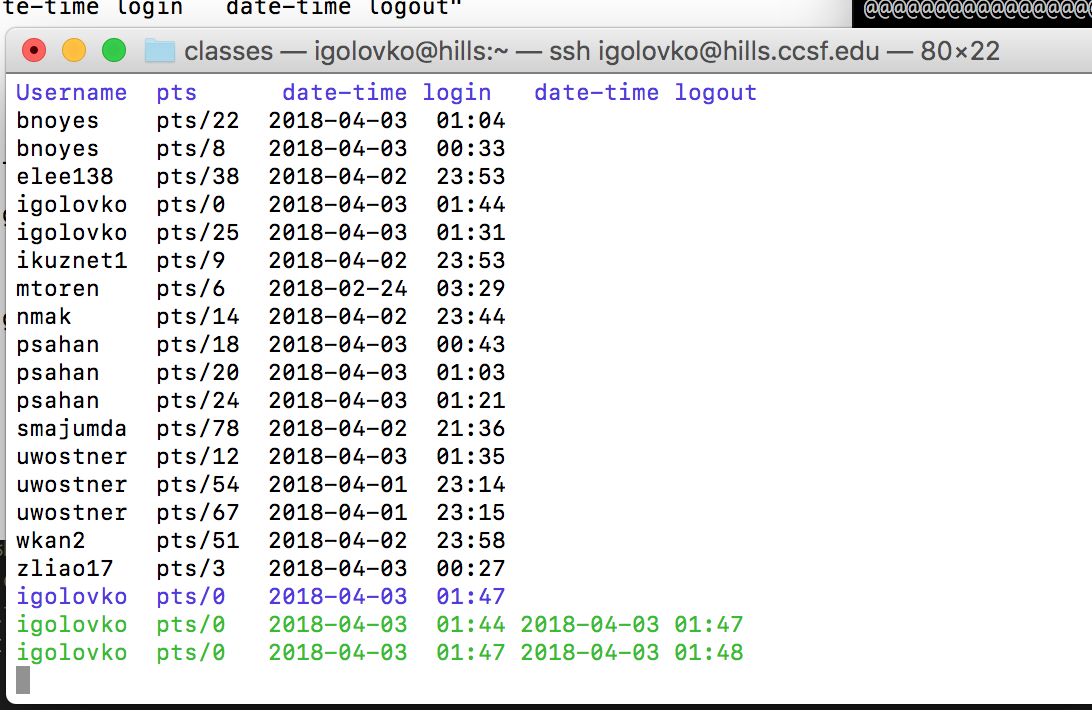 te-time login   date-time logout"
@@@@@@@@@@@@@@@@@
classes — igolovko@hills:~ — ssh igolovko@hills.ccsf.edu — 80×22
Username  pts      date-time login   date-time logout
bnoyes    pts/22  2018-04-03  01:04
bnoyes    pts/8   2018-04-03  00:33
elee138   pts/38  2018-04-02  23:53
igolovko  pts/0   2018-04-03  01:44
igolovko  pts/25  2018-04-03  01:31
ikuznet1  pts/9   2018-04-02  23:53
mtoren    pts/6   2018-02-24  03:29
nmak      pts/14  2018-04-02  23:44
psahan    pts/18  2018-04-03  00:43
psahan    pts/20  2018-04-03  01:03
psahan    pts/24  2018-04-03  01:21
smajumda  pts/78  2018-04-02  21:36
uwostner  pts/12  2018-04-03  01:35
uwostner  pts/54  2018-04-01  23:14
uwostner  pts/67  2018-04-01  23:15
wkan2     pts/51  2018-04-02  23:58
zliao17   pts/3   2018-04-03  00:27
igolovko  pts/0   2018-04-03  01:47
igolovko  pts/0   2018-04-03  01:44 2018-04-03 01:47
igolovko  pts/0   2018-04-03  01:47 2018-04-03 01:48